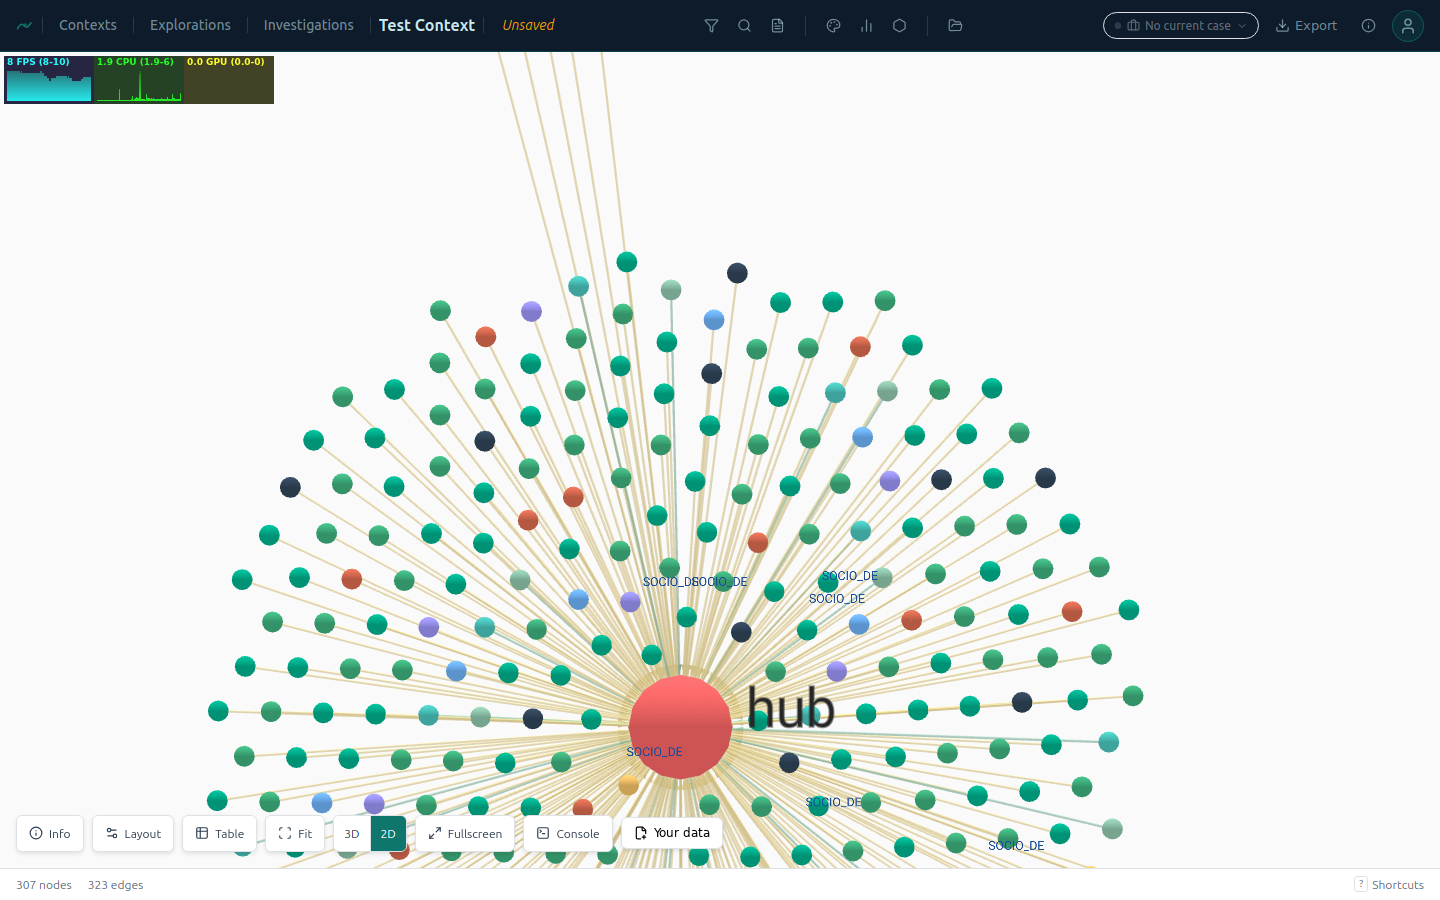 Contexts
Explorations
Investigations
Test Context
Unsaved
No current case
Export
8 FPS (8-10)
1.9 CPU (1.9-6)
0.0 GPU (0.0-0)
SOCIO_DE
SOCIO_DE
SOCIO_DE
SOCIO_DE
hub
SOCIO_DE
SOCIO_DE
SOCIO_DE
Info
Layout
Table
Fit
3D
2D
Fullscreen
Console
Your data
307 nodes
323 edges
? Shortcuts